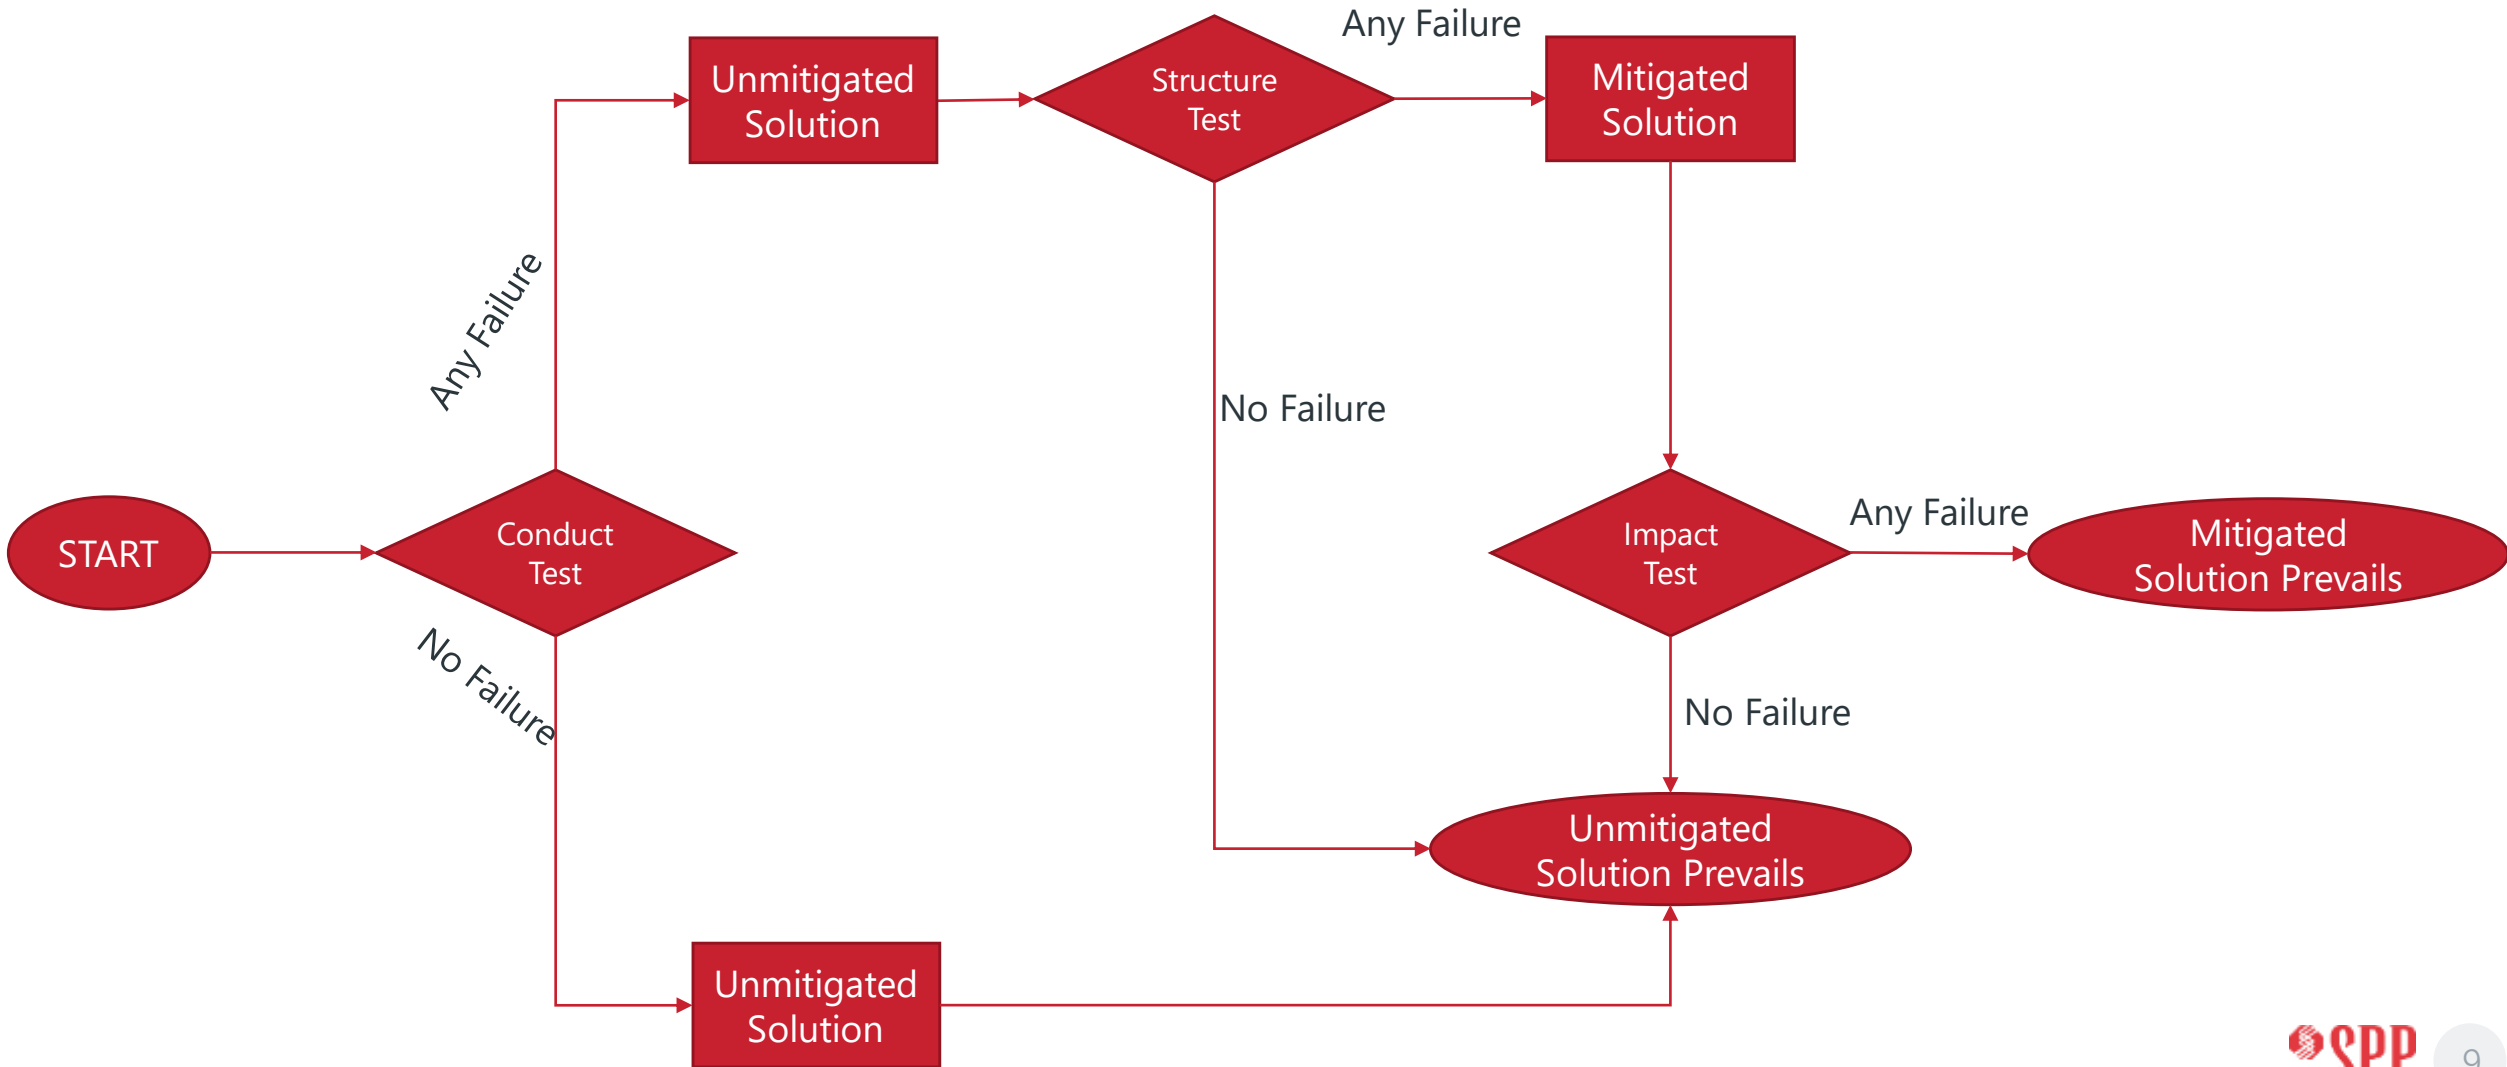 Any Failure
Unmitigated
Solution
Structure
Test
Mitigated
Solution
Any Failure
No Failure
START
Conduct
Test
Impact
Test
Any Failure
Mitigated
Solution Prevails
No Failure
No Failure
Unmitigated
Solution Prevails
Unmitigated
Solution
SPP
9